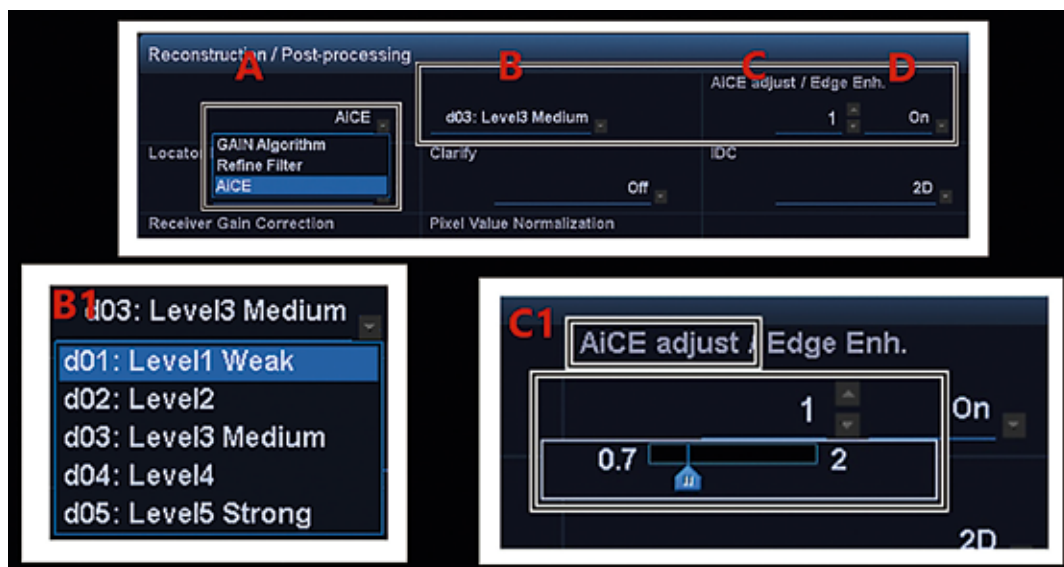 Reconstruction / Post-processing
A
B
C
D
AiCE adjust / Edge Enh.
AICE
d03: Level3 Medium
1
On
GAIN Algorithm
Refine Filter
AICE
Locato
Clarify
IDC
Off
2D
Receiver Gain Correction
Pixel Value Normalization
B1
d03: Level3 Medium
d01: Level1 Weak
d02: Level2
d03: Level3 Medium
d04: Level4
d05: Level5 Strong
C1
AiCE adjust / Edge Enh.
1
On
0.7
2
2D